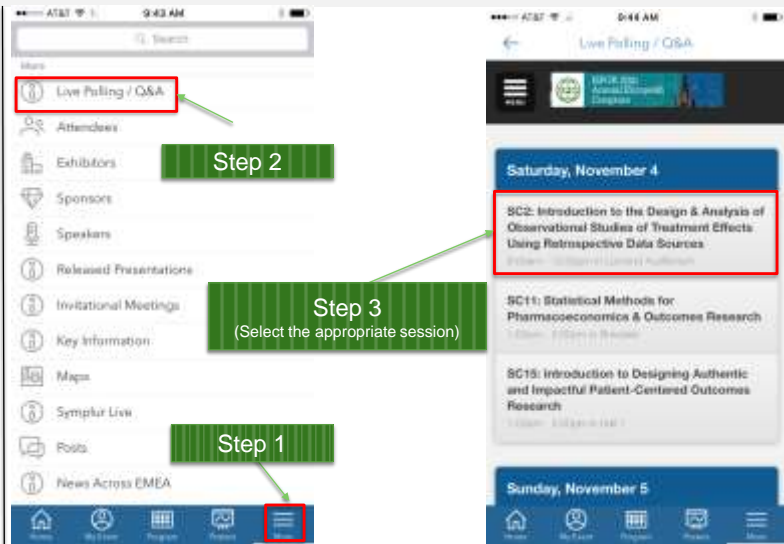 AT&T
9:43 AM
Search
More
Live Polling / Q&A
Attendees
Exhibitors
Sponsors
Speakers
Released Presentations
Invitational Meetings
Key Information
Maps
Symplur Live
Posts
News Across EMEA
Home
My Event
Program
Posters
More
Step 2
Step 3
(Select the appropriate session)
Step 1
AT&T
9:44 AM
Live Polling / Q&A
MENU
Saturday, November 4
SC2: Introduction to the Design & Analysis of
Observational Studies of Treatment Effects
Using Retrospective Data Sources
SC11: Statistical Methods for
Pharmacoeconomics & Outcomes Research
SC15: Introduction to Designing Authentic
and Impactful Patient-Centered Outcomes
Research
Sunday, November 5
Home
My Event
Program
Posters
More